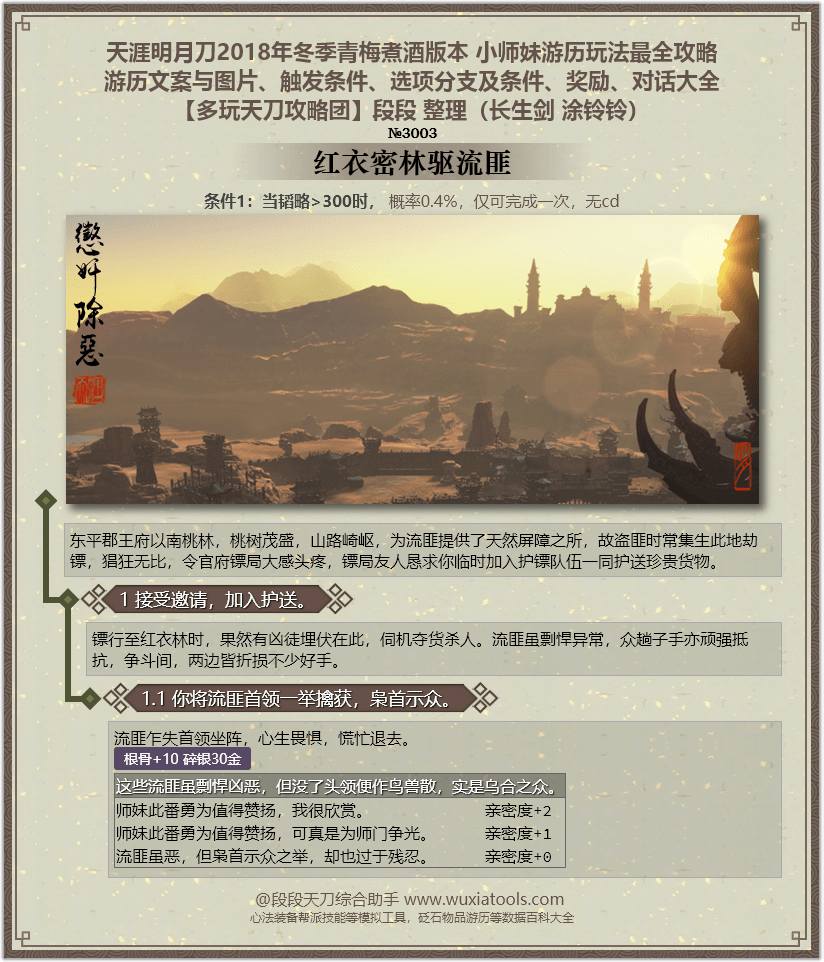 天涯明月刀2018年冬季青梅煮酒版本 小师妹游历玩法最全攻略
游历文案与图片、触发条件、选项分支及条件、奖励、对话大全
【多玩天刀攻略团】段段 整理（长生剑 涂铃铃）
№3003
红衣密林驱流匪
条件1：当韬略>300时， 概率0.4%，仅可完成一次，无cd
懲奸除惡
东平郡王府以南桃林，桃树茂盛，山路崎岖，为流匪提供了天然屏障之所，故盗匪时常集生此地劫
镖，猖狂无比，令官府镖局大感头疼，镖局友人恳求你临时加入护镖队伍一同护送珍贵货物。
1 接受邀请，加入护送。
镖行至红衣林时，果然有凶徒埋伏在此，伺机夺货杀人。流匪虽剽悍异常，众趟子手亦顽强抵
抗，争斗间，两边皆折损不少好手。
1.1 你将流匪首领一举擒获，枭首示众。
流匪乍失首领坐阵，心生畏惧，慌忙退去。
根骨+10 碎银30金
这些流匪虽剽悍凶恶，但没了头领便作鸟兽散，实是乌合之众。
师妹此番勇为值得赞扬，我很欣赏。 亲密度+2
师妹此番勇为值得赞扬，可真是为师门争光。 亲密度+1
流匪虽恶，但枭首示众之举，却也过于残忍。 亲密度+0
@段段天刀综合助手 www.wuxiatools.com
心法装备帮派技能等模拟工具，砭石物品游历等数据百科大全